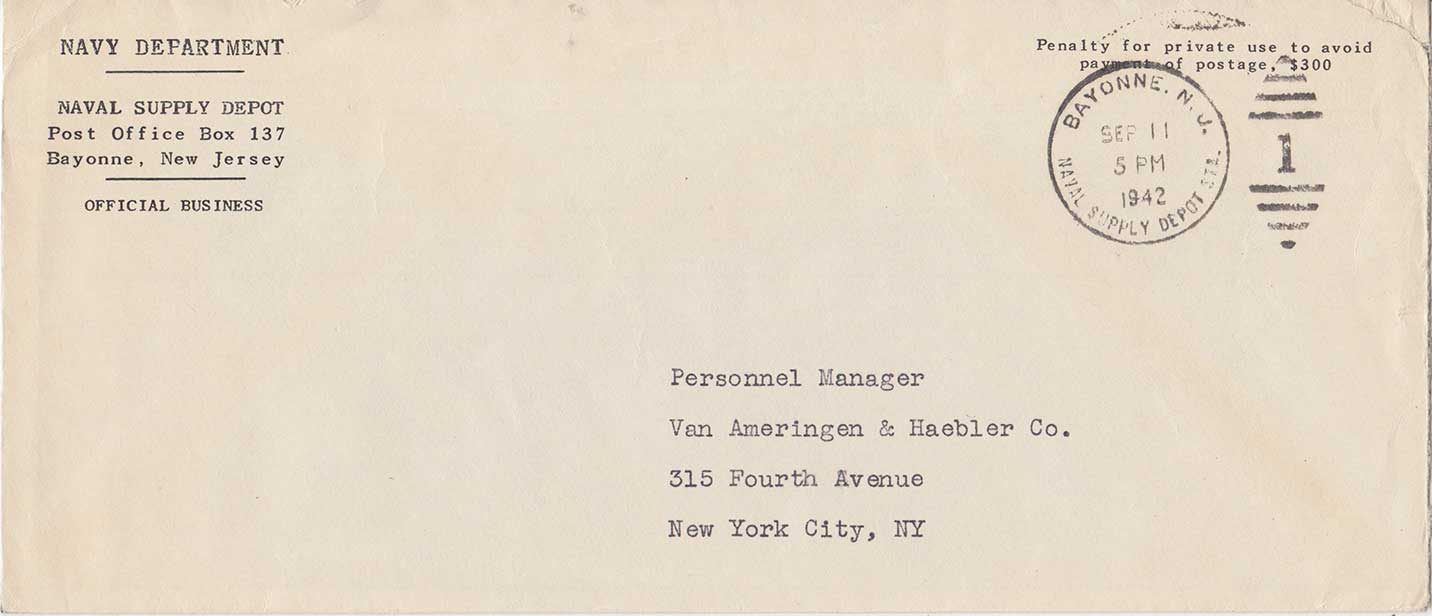 NAVY DEPARTMENT
NAVAL SUPPLY DEPOT
Post Office Box 137
Bayonne, New Jersey
OFFICIAL BUSINESS
Penalty for private use to avoid
payment of postage, $300
BAYONNE. N. J.
SEP 11
5 PM
1942
NAVAL SUPPLY DEPOT STA.
1
Personnel Manager
Van Ameringen & Haebler Co.
315 Fourth Avenue
New York City, NY